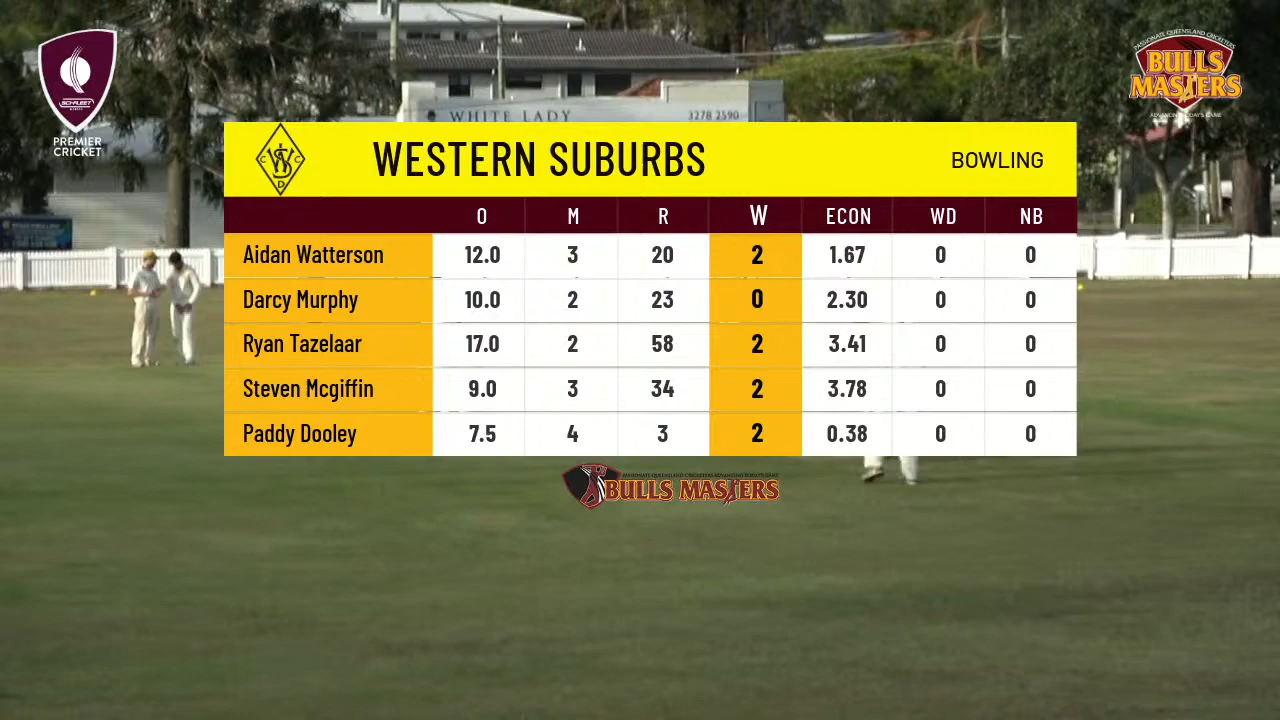 PREMIER
CRICKET
PASSIONATE QUEENSLAND CRICKETERS
BULLS
MASTERS
WHITE LADY
3278 2590
WESTERN SUBURBS
BOWLING
O M R W ECON WD NB
Aidan Watterson 12.0 3 20 2 1.67 0 0
Darcy Murphy 10.0 2 23 0 2.30 0 0
Ryan Tazelaar 17.0 2 58 2 3.41 0 0
Steven Mcgiffin 9.0 3 34 2 3.78 0 0
Paddy Dooley 7.5 4 3 2 0.38 0 0
BULLS MASTERS